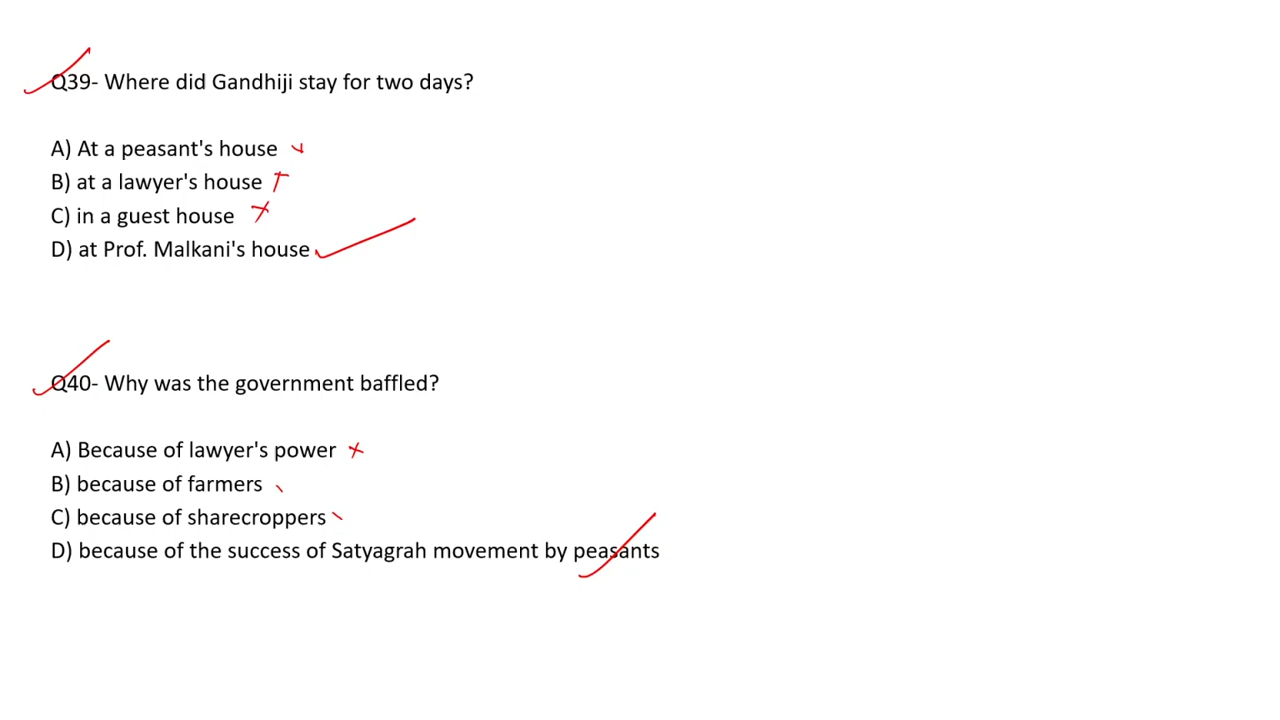 Q39- Where did Gandhiji stay for two days?
A) At a peasant's house
B) at a lawyer's house
C) in a guest house
D) at Prof. Malkani's house
Q40- Why was the government baffled?
A) Because of lawyer's power
B) because of farmers
C) because of sharecroppers
D) because of the success of Satyagrah movement by peasants